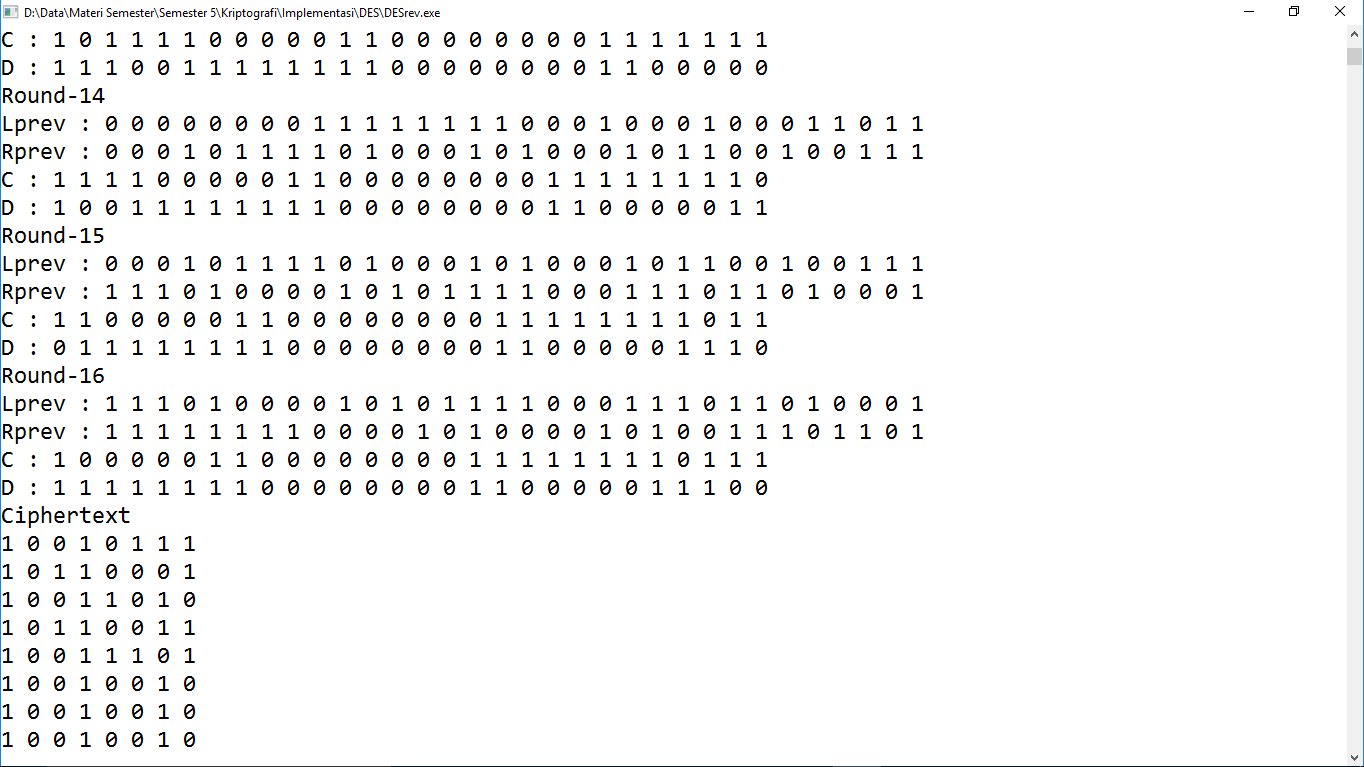 D:\Data\Materi Semester\Semester 5\Kriptografi\Implementasi\DES\DESrev.exe
C : 1 0 1 1 1 1 0 0 0 0 0 1 1 0 0 0 0 0 0 0 0 1 1 1 1 1 1 1
D : 1 1 1 0 0 1 1 1 1 1 1 1 1 0 0 0 0 0 0 0 0 1 1 0 0 0 0 0
Round-14
Lprev : 0 0 0 0 0 0 0 0 1 1 1 1 1 1 1 1 0 0 0 1 0 0 0 1 0 0 0 1 1 0 1 1
Rprev : 0 0 0 1 0 1 1 1 1 0 1 0 0 0 1 0 1 0 0 0 1 0 1 1 0 0 1 0 0 1 1 1
C : 1 1 1 1 0 0 0 0 0 1 1 0 0 0 0 0 0 0 0 1 1 1 1 1 1 1 1 0
D : 1 0 0 1 1 1 1 1 1 1 1 0 0 0 0 0 0 0 0 1 1 0 0 0 0 0 1 1
Round-15
Lprev : 0 0 0 1 0 1 1 1 1 0 1 0 0 0 1 0 1 0 0 0 1 0 1 1 0 0 1 0 0 1 1 1
Rprev : 1 1 1 0 1 0 0 0 0 1 0 1 0 1 1 1 1 0 0 0 1 1 1 0 1 1 0 1 0 0 0 1
C : 1 1 0 0 0 0 0 1 1 0 0 0 0 0 0 0 0 1 1 1 1 1 1 1 1 0 1 1
D : 0 1 1 1 1 1 1 1 1 0 0 0 0 0 0 0 0 1 1 0 0 0 0 0 1 1 1 0
Round-16
Lprev : 1 1 1 0 1 0 0 0 0 1 0 1 0 1 1 1 1 0 0 0 1 1 1 0 1 1 0 1 0 0 0 1
Rprev : 1 1 1 1 1 1 1 1 0 0 0 0 1 0 1 0 0 0 0 1 0 1 0 0 1 1 1 0 1 1 0 1
C : 1 0 0 0 0 0 1 1 0 0 0 0 0 0 0 0 1 1 1 1 1 1 1 1 0 1 1 1
D : 1 1 1 1 1 1 1 1 0 0 0 0 0 0 0 0 1 1 0 0 0 0 0 1 1 1 0 0
Ciphertext
1 0 0 1 0 1 1 1
1 0 1 1 0 0 0 1
1 0 0 1 1 0 1 0
1 0 1 1 0 0 1 1
1 0 0 1 1 1 0 1
1 0 0 1 0 0 1 0
1 0 0 1 0 0 1 0
1 0 0 1 0 0 1 0